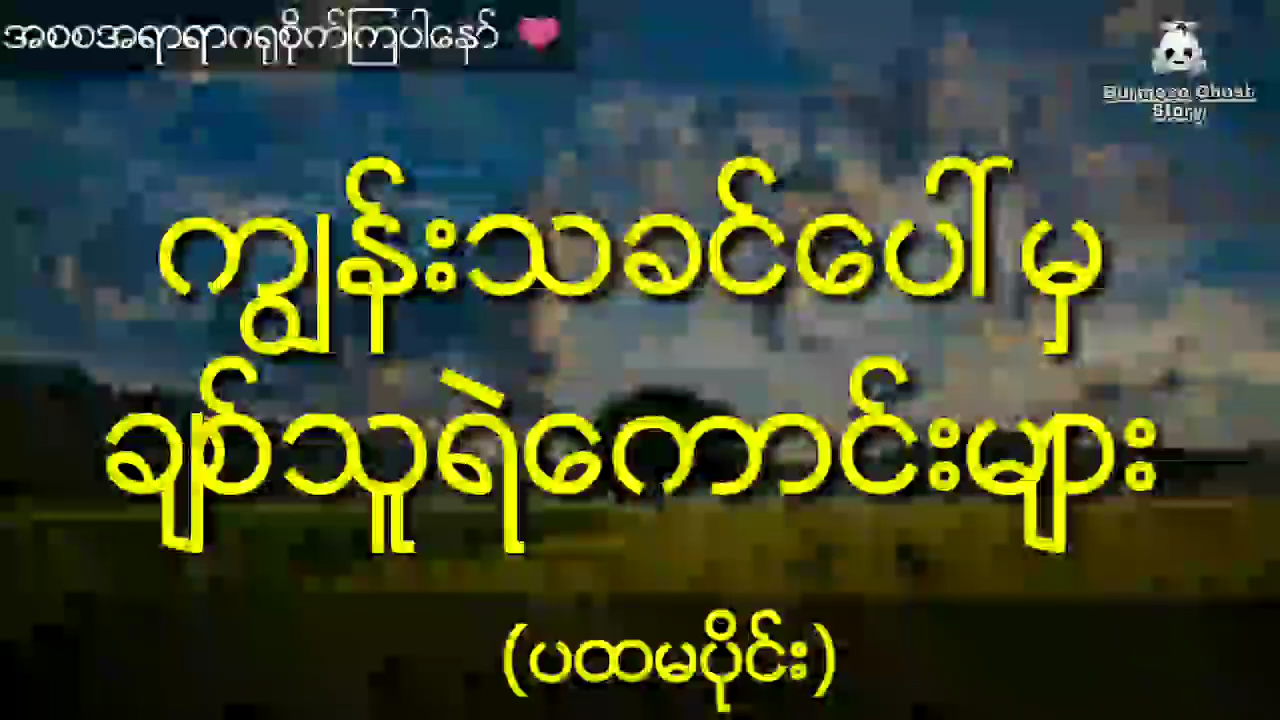 အစစအရာရာဂရုစိုက်ကြပါနော်
Burmese Ghost
Story
ကျွန်းသခင်ပေါ်မှ
ချစ်သူရဲကောင်းများ
(ပထမပိုင်း)